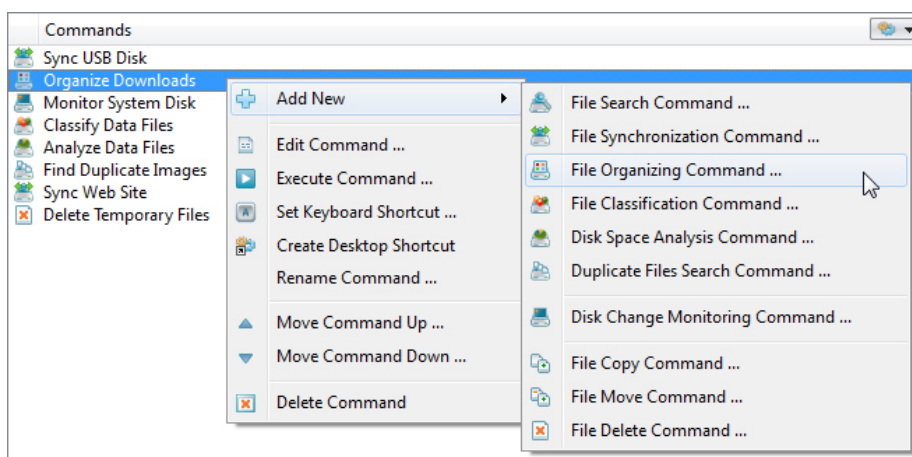 Commands
Sync USB Disk
Organize Downloads
Monitor System Disk
Classify Data Files
Analyze Data Files
Find Duplicate Images
Sync Web Site
Delete Temporary Files
Add New
Edit Command ...
Execute Command ...
Set Keyboard Shortcut ...
Create Desktop Shortcut
Rename Command ...
Move Command Up ...
Move Command Down ...
Delete Command
File Search Command ...
File Synchronization Command ...
File Organizing Command ...
File Classification Command ...
Disk Space Analysis Command ...
Duplicate Files Search Command ...
Disk Change Monitoring Command ...
File Copy Command ...
File Move Command ...
File Delete Command ...